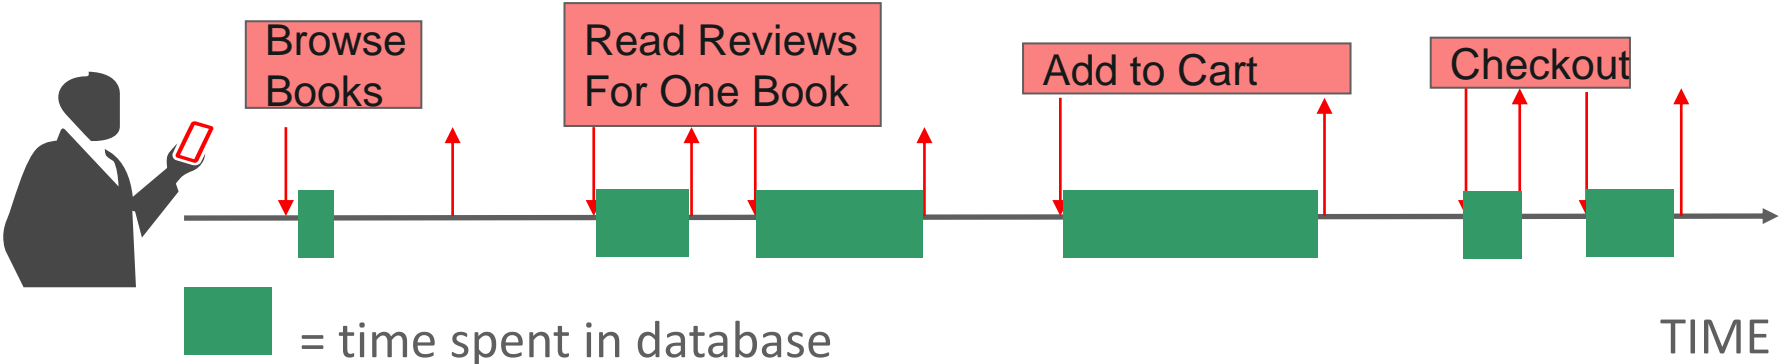 Browse
Books
Read Reviews
For One Book
Add to Cart
Checkout
= time spent in database
TIME